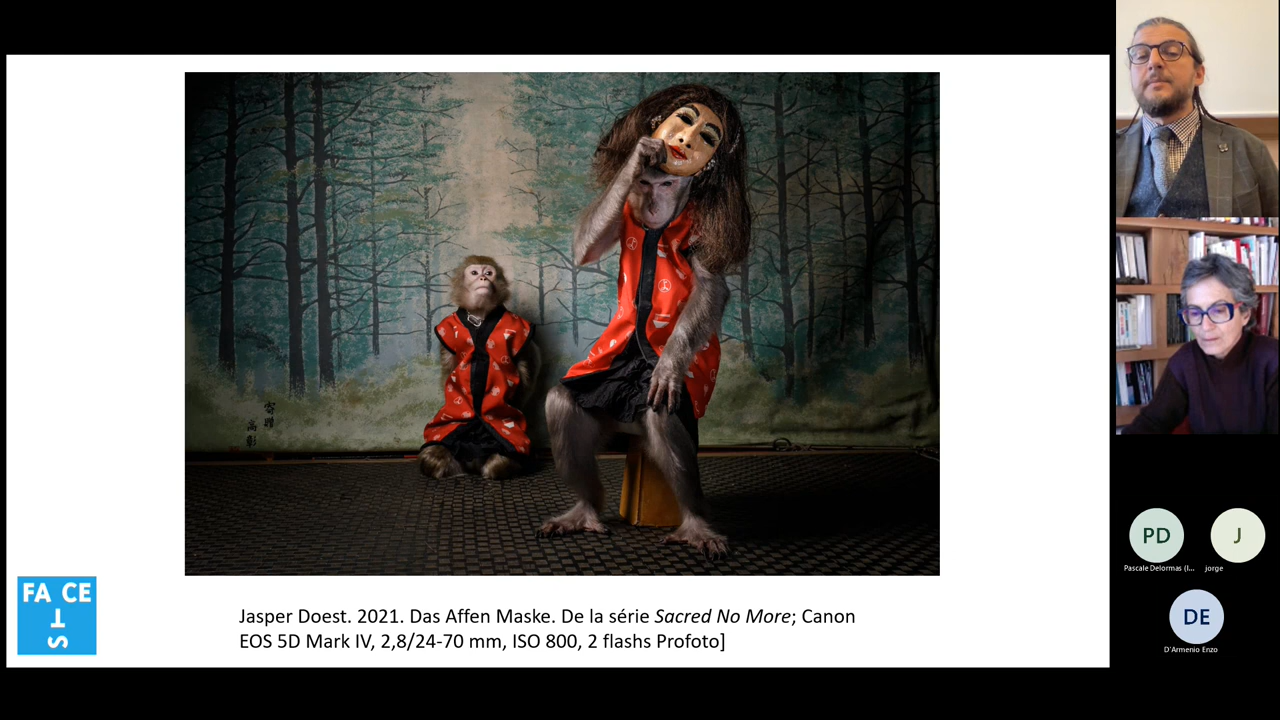 FA CE
TS
Jasper Doest. 2021. Das Affen Maske. De la série Sacred No More; Canon
EOS 5D Mark IV, 2,8/24-70 mm, ISO 800, 2 flashs Profoto]
PD
J
Pascale Delormas (I...
jorge
DE
D'Armenio Enzo